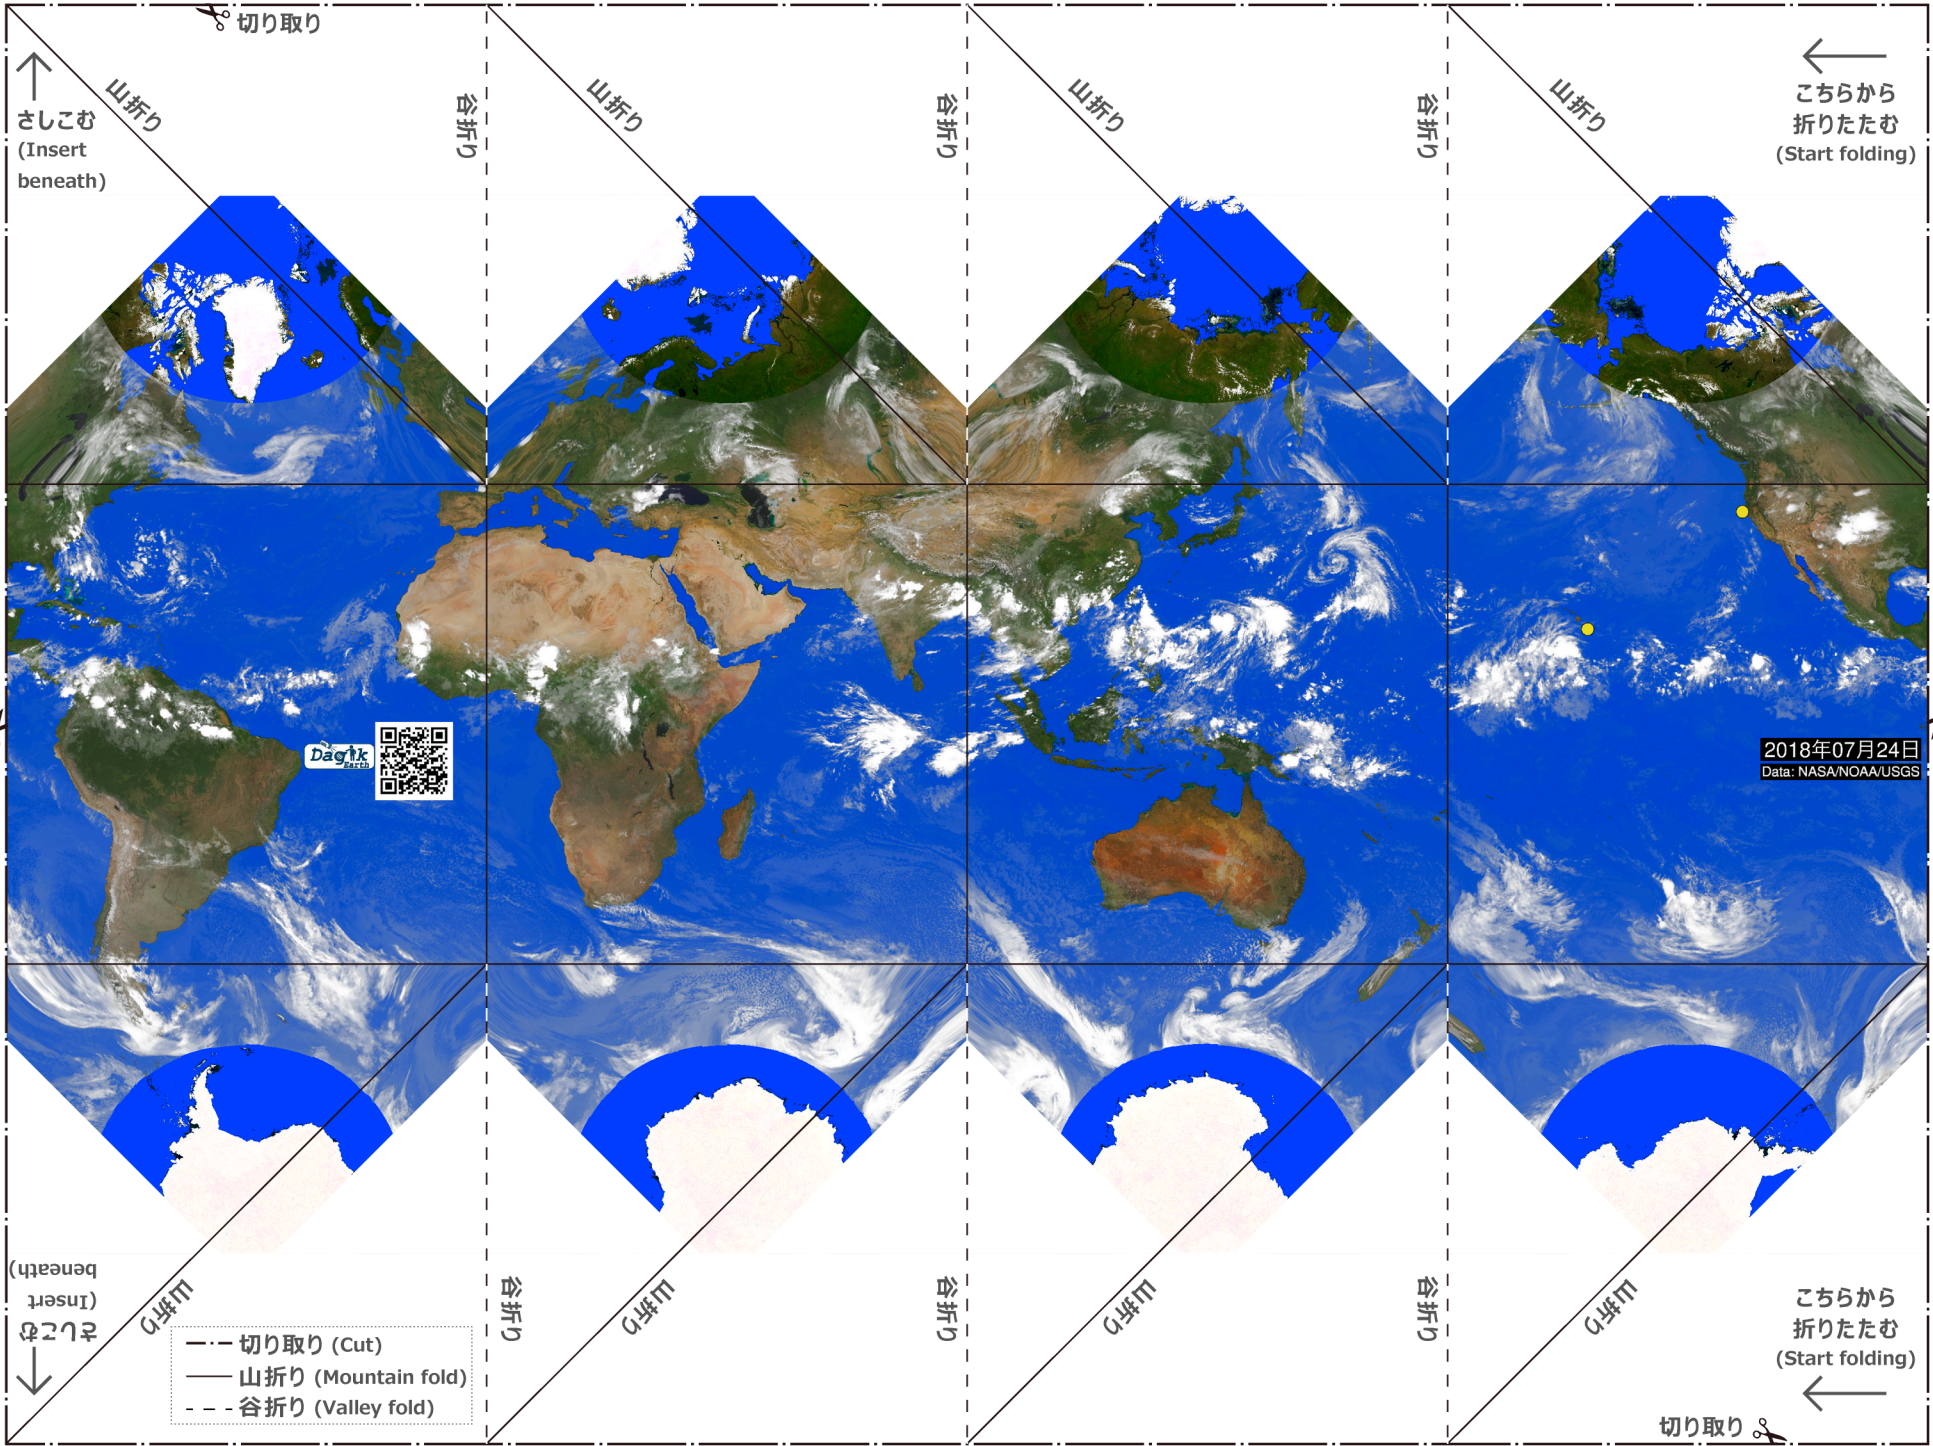 切り取り
山折り
谷折り
山折り
谷折り
山折り
谷折り
山折り
さしこむ
(Insert
beneath)
こちらから
折りたたむ
(Start folding)
Dagik
Earth
2018年07月24日
Data: NASA/NOAA/USGS
さしこむ
(Insert
beneath)
山折り
谷折り
山折り
谷折り
山折り
谷折り
山折り
切り取り (Cut)
山折り (Mountain fold)
谷折り (Valley fold)
こちらから
折りたたむ
(Start folding)
切り取り